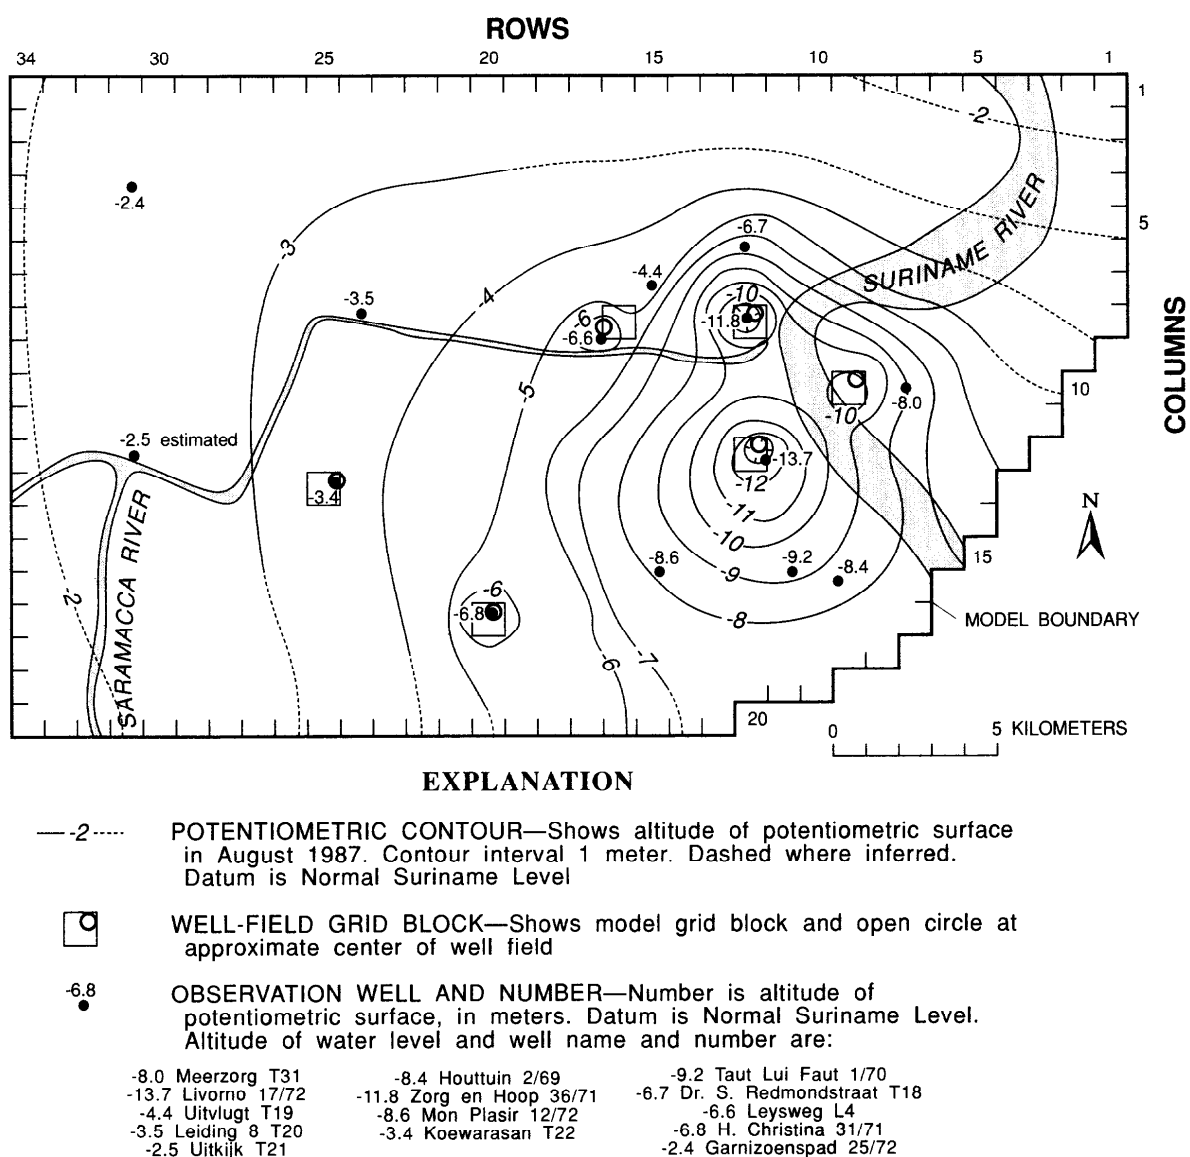 ROWS
34 30 25 20 15 10 5 1
1
-2
-2.4
SURINAME RIVER
5
-6.7
-3
-4.4
-4
-10
-3.5
-11.8
-6
-6.6
COLUMNS
-5
-8.0
10
-10
-2.5 estimated
-13.7
-12
-3.4
-11
N
SARAMACCA RIVER
-10
-8.6
-9.2
-8.4
15
-9
-2
-6
-6.8
-8
MODEL BOUNDARY
-6
-7
20
0 5 KILOMETERS
EXPLANATION
-2
POTENTIOMETRIC CONTOUR—Shows altitude of potentiometric surface
in August 1987. Contour interval 1 meter. Dashed where inferred.
Datum is Normal Suriname Level
WELL-FIELD GRID BLOCK—Shows model grid block and open circle at
approximate center of well field
-6.8
OBSERVATION WELL AND NUMBER—Number is altitude of
potentiometric surface, in meters. Datum is Normal Suriname Level.
Altitude of water level and well name and number are:
-8.0 Meerzorg T31
-13.7 Livorno 17/72
-4.4 Uitvlugt T19
-3.5 Leiding 8 T20
-2.5 Uitkijk T21
-8.4 Houttuin 2/69
-11.8 Zorg en Hoop 36/71
-8.6 Mon Plasir 12/72
-3.4 Koewarasan T22
-9.2 Taut Lui Faut 1/70
-6.7 Dr. S. Redmondstraat T18
-6.6 Leysweg L4
-6.8 H. Christina 31/71
-2.4 Garnizoenspad 25/72